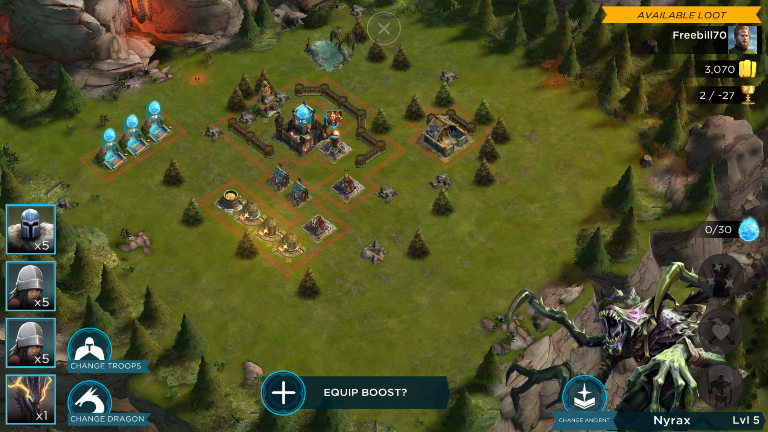 AVAILABLE LOOT
Freebill70
3,070
2 / -27
0/30
x5
x5
x5
x1
CHANGE TROOPS
CHANGE DRAGON
EQUIP BOOST?
CHANGE ANCIENT
Nyrax
Lvl 5